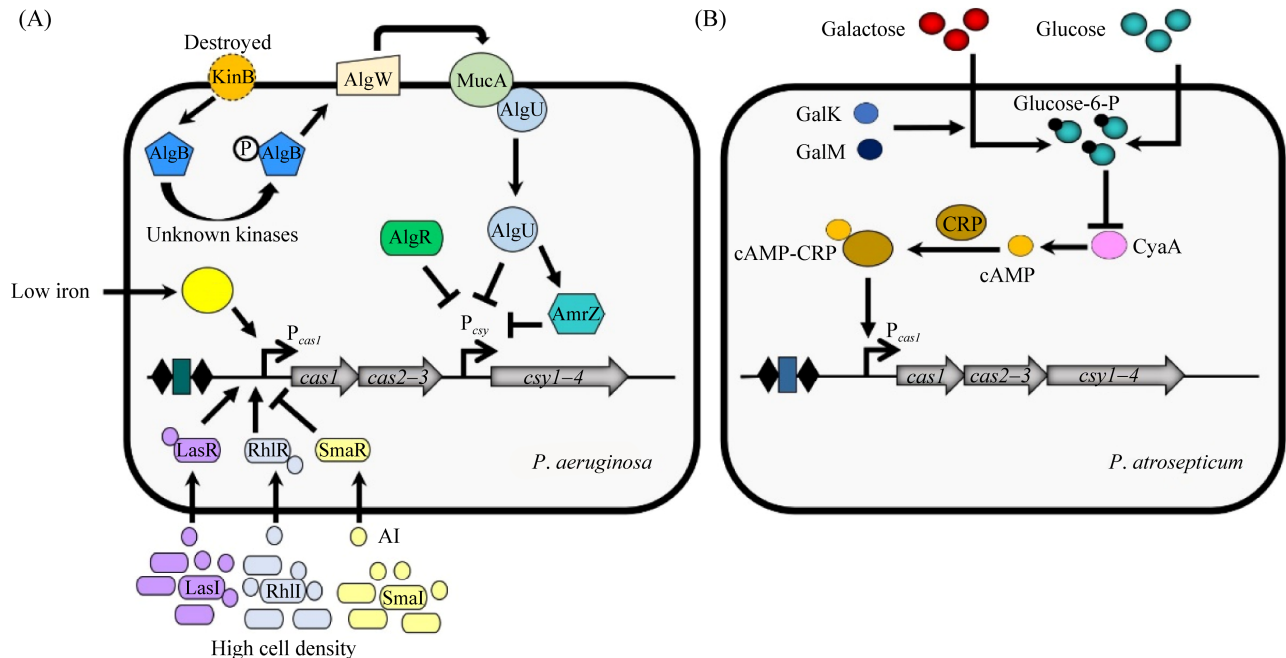 (A)
Destroyed
KinB
AlgW
MucA
AlgU
AlgB
P
AlgB
Unknown kinases
AlgR
AlgU
AmrZ
Low iron
Pcas1
Pcsy
cas1
cas2–3
csy1–4
LasR
RhlR
SmaR
P. aeruginosa
AI
LasI
RhlI
SmaI
High cell density
(B)
Galactose
Glucose
GalK
GalM
Glucose-6-P
CRP
cAMP-CRP
cAMP
CyaA
Pcas1
cas1
cas2–3
csy1–4
P. atrosepticum